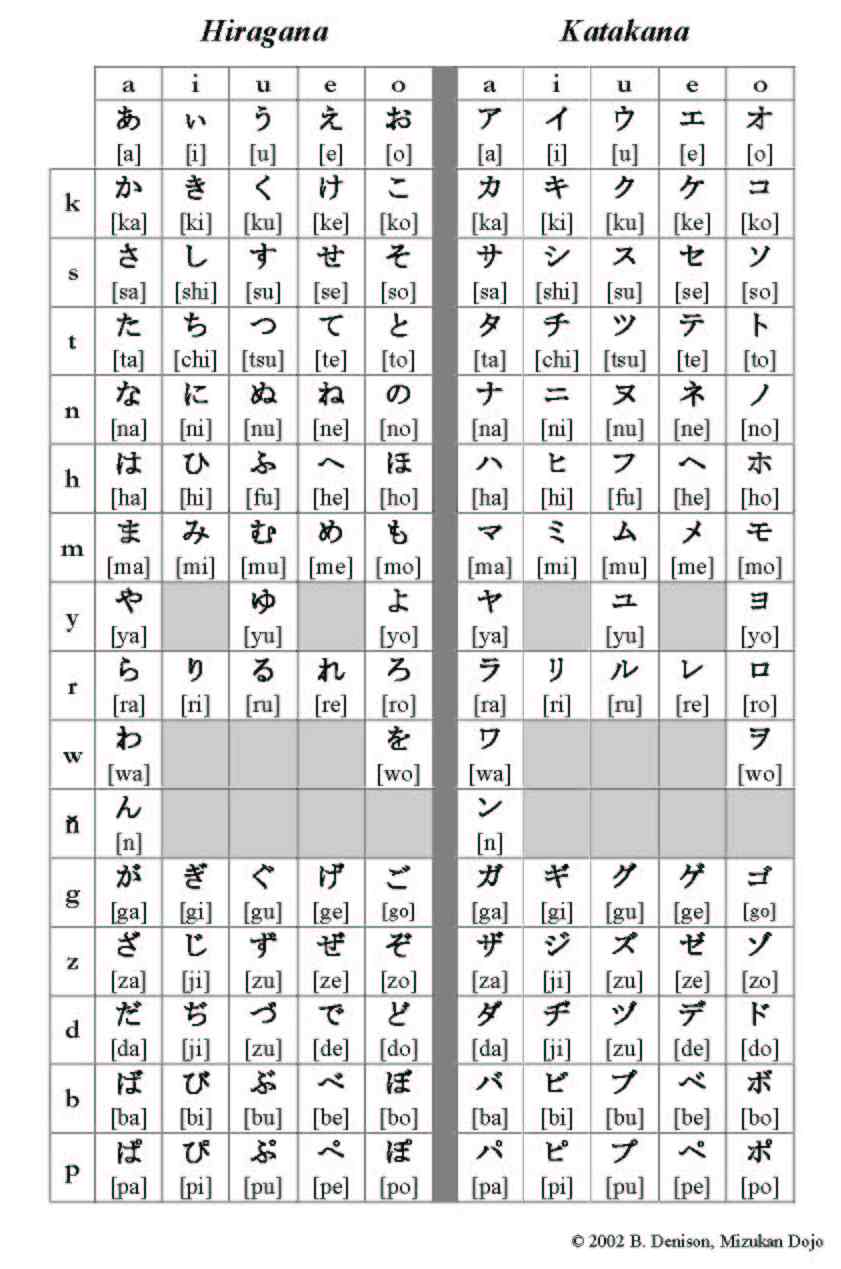 Hiragana Katakana
a i u e o a i u e o
あ い う え お ア イ ウ エ オ
[a] [i] [u] [e] [o] [a] [i] [u] [e] [o]
k か き く け こ カ キ ク ケ コ
[ka] [ki] [ku] [ke] [ko] [ka] [ki] [ku] [ke] [ko]
s さ し す せ そ サ シ ス セ ソ
[sa] [shi] [su] [se] [so] [sa] [shi] [su] [se] [so]
t た ち つ て と タ チ ツ テ ト
[ta] [chi] [tsu] [te] [to] [ta] [chi] [tsu] [te] [to]
n な に ぬ ね の ナ ニ ヌ ネ ノ
[na] [ni] [nu] [ne] [no] [na] [ni] [nu] [ne] [no]
h は ひ ふ へ ほ ハ ヒ フ ヘ ホ
[ha] [hi] [fu] [he] [ho] [ha] [hi] [fu] [he] [ho]
m ま み む め も マ ミ ム メ モ
[ma] [mi] [mu] [me] [mo] [ma] [mi] [mu] [me] [mo]
y や ゆ よ ヤ ユ ヨ
[ya] [yu] [yo] [ya] [yu] [yo]
r ら り る れ ろ ラ リ ル レ ロ
[ra] [ri] [ru] [re] [ro] [ra] [ri] [ru] [re] [ro]
w わ を ワ ヲ
[wa] [wo] [wa] [wo]
ň ん ン
[n] [n]
g が ぎ ぐ げ ご ガ ギ グ ゲ ゴ
[ga] [gi] [gu] [ge] [go] [ga] [gi] [gu] [ge] [go]
z ざ じ ず ぜ ぞ ザ ジ ズ ゼ ゾ
[za] [ji] [zu] [ze] [zo] [za] [ji] [zu] [ze] [zo]
d だ ぢ づ で ど ダ ヂ ヅ デ ド
[da] [ji] [zu] [de] [do] [da] [ji] [zu] [de] [do]
b ば び ぶ べ ぼ バ ビ ブ ベ ボ
[ba] [bi] [bu] [be] [bo] [ba] [bi] [bu] [be] [bo]
p ぱ ぴ ぷ ぺ ぽ パ ピ プ ペ ポ
[pa] [pi] [pu] [pe] [po] [pa] [pi] [pu] [pe] [po]
© 2002 B. Denison, Mizukan Dojo